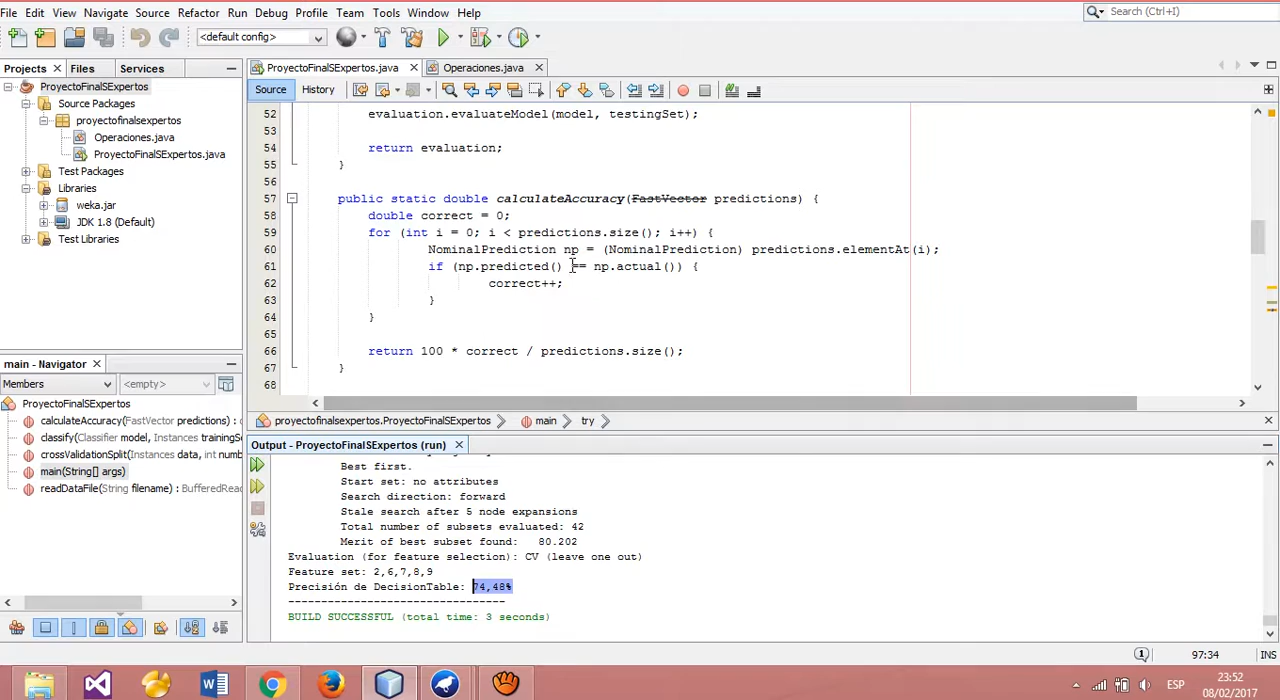 File Edit View Navigate Source Refactor Run Debug Profile Team Tools Window Help
Search (Ctrl+I)
<default config>
Projects Files Services
ProyectoFinalSExpertos.java Operaciones.java
ProyectoFinalSExpertos
Source History
Source Packages
proyectofinalsexpertos
Operaciones.java
ProyectoFinalSExpertos.java
Test Packages
Libraries
weka.jar
JDK 1.8 (Default)
Test Libraries
52 evaluation.evaluateModel(model, testingSet);
53
54 return evaluation;
55 }
56
57 public static double calculateAccuracy(FastVector predictions) {
58 double correct = 0;
59 for (int i = 0; i < predictions.size(); i++) {
60 NominalPrediction np = (NominalPrediction) predictions.elementAt(i);
61 if (np.predicted() == np.actual()) {
62 correct++;
63 }
64 }
65
66 return 100 * correct / predictions.size();
67 }
68
main - Navigator
Members <empty>
ProyectoFinalSExpertos
calculateAccuracy(FastVector predictions) :
classify(Classifier model, Instances trainingS
crossValidationSplit(Instances data, int numb
main(String[] args)
readDataFile(String filename) : BufferedRea
proyectofinalsexpertos.ProyectoFinalSExpertos main try
Output - ProyectoFinalSExpertos (run)
Best first.
Start set: no attributes
Search direction: forward
Stale search after 5 node expansions
Total number of subsets evaluated: 42
Merit of best subset found: 80.202
Evaluation (for feature selection): CV (leave one out)
Feature set: 2,6,7,8,9
Precisión de DecisionTable: 74,48%
--------------------------------
BUILD SUCCESSFUL (total time: 3 seconds)
1 97:34 INS
ESP
23:52
08/02/2017